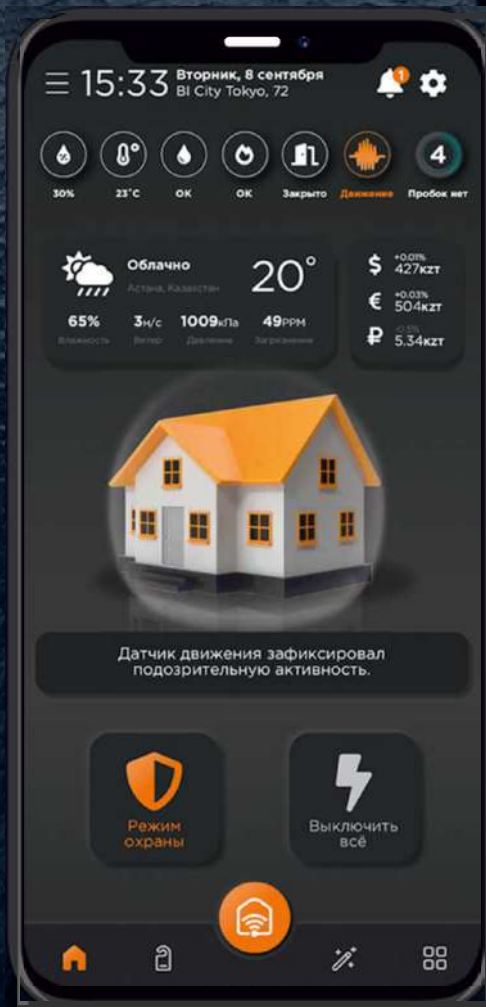 15:33
Вторник, 8 сентября
BI City Tokyo, 72
1
4
30%
23°C
OK
OK
Закрыто
Движение
Пробок нет
Облачно
Астана, Казахстан
20°
65%
3м/с
1009кПа
49PPM
Влажность
Ветер
Давление
Загрязнение
$
+0.01%
427KZT
€
+0.03%
504KZT
₽
-0.5%
5.34KZT
Датчик движения зафиксировал
подозрительную активность.
Режим
охраны
Выключить
всё